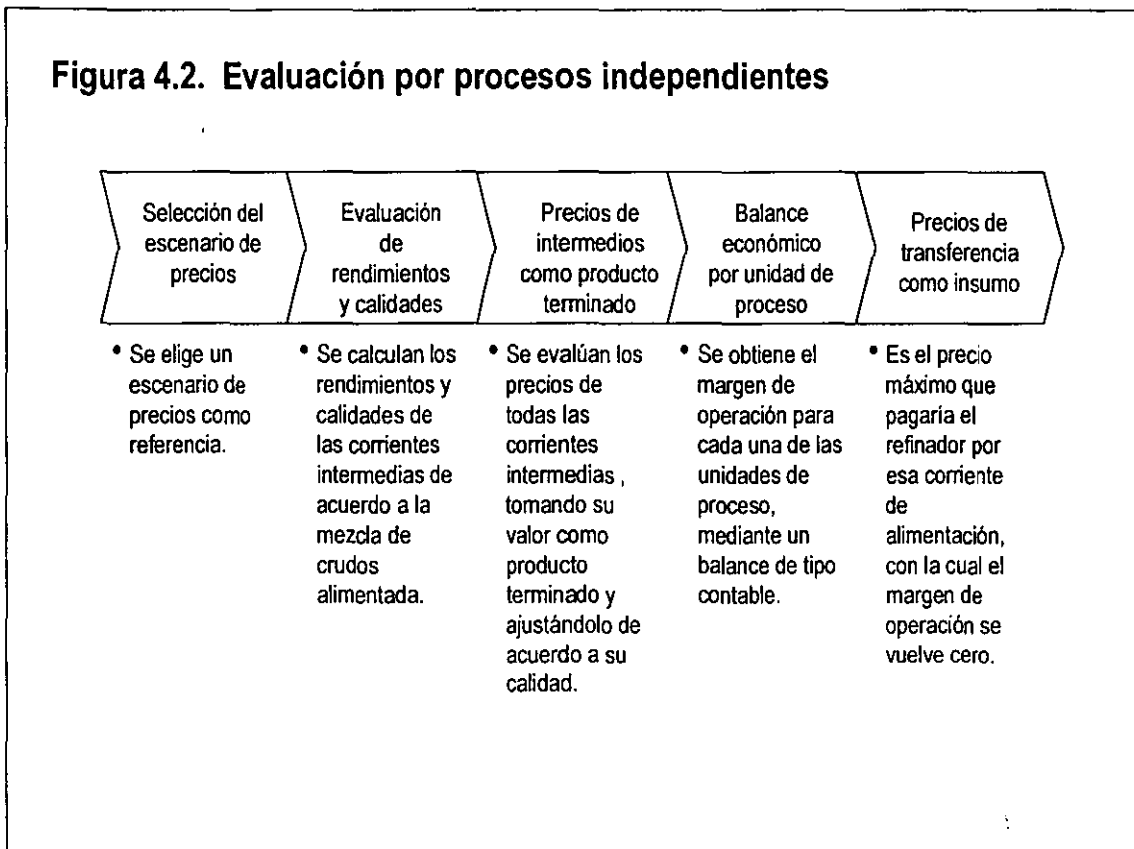 Figura 4.2. Evaluación por procesos independientes
Selección del
escenario de
precios
Evaluación
de
rendimientos
y calidades
Precios de
intermedios
como producto
terminado
Balance
económico
por unidad de
proceso
Precios de
transferencia
como insumo
• Se elige un
escenario de
precios como
referencia.
• Se calculan los
rendimientos y
calidades de
las corrientes
intermedias de
acuerdo a la
mezcla de
crudos
alimentada.
• Se evalúan los
precios de
todas las
corrientes
intermedias ,
tomando su
valor como
producto
terminado y
ajustándolo de
acuerdo a su
calidad.
• Se obtiene el
margen de
operación para
cada una de las
unidades de
proceso,
mediante un
balance de tipo
contable.
• Es el precio
máximo que
pagaría el
refinador por
esa corriente
de
alimentación,
con la cual el
margen de
operación se
vuelve cero.